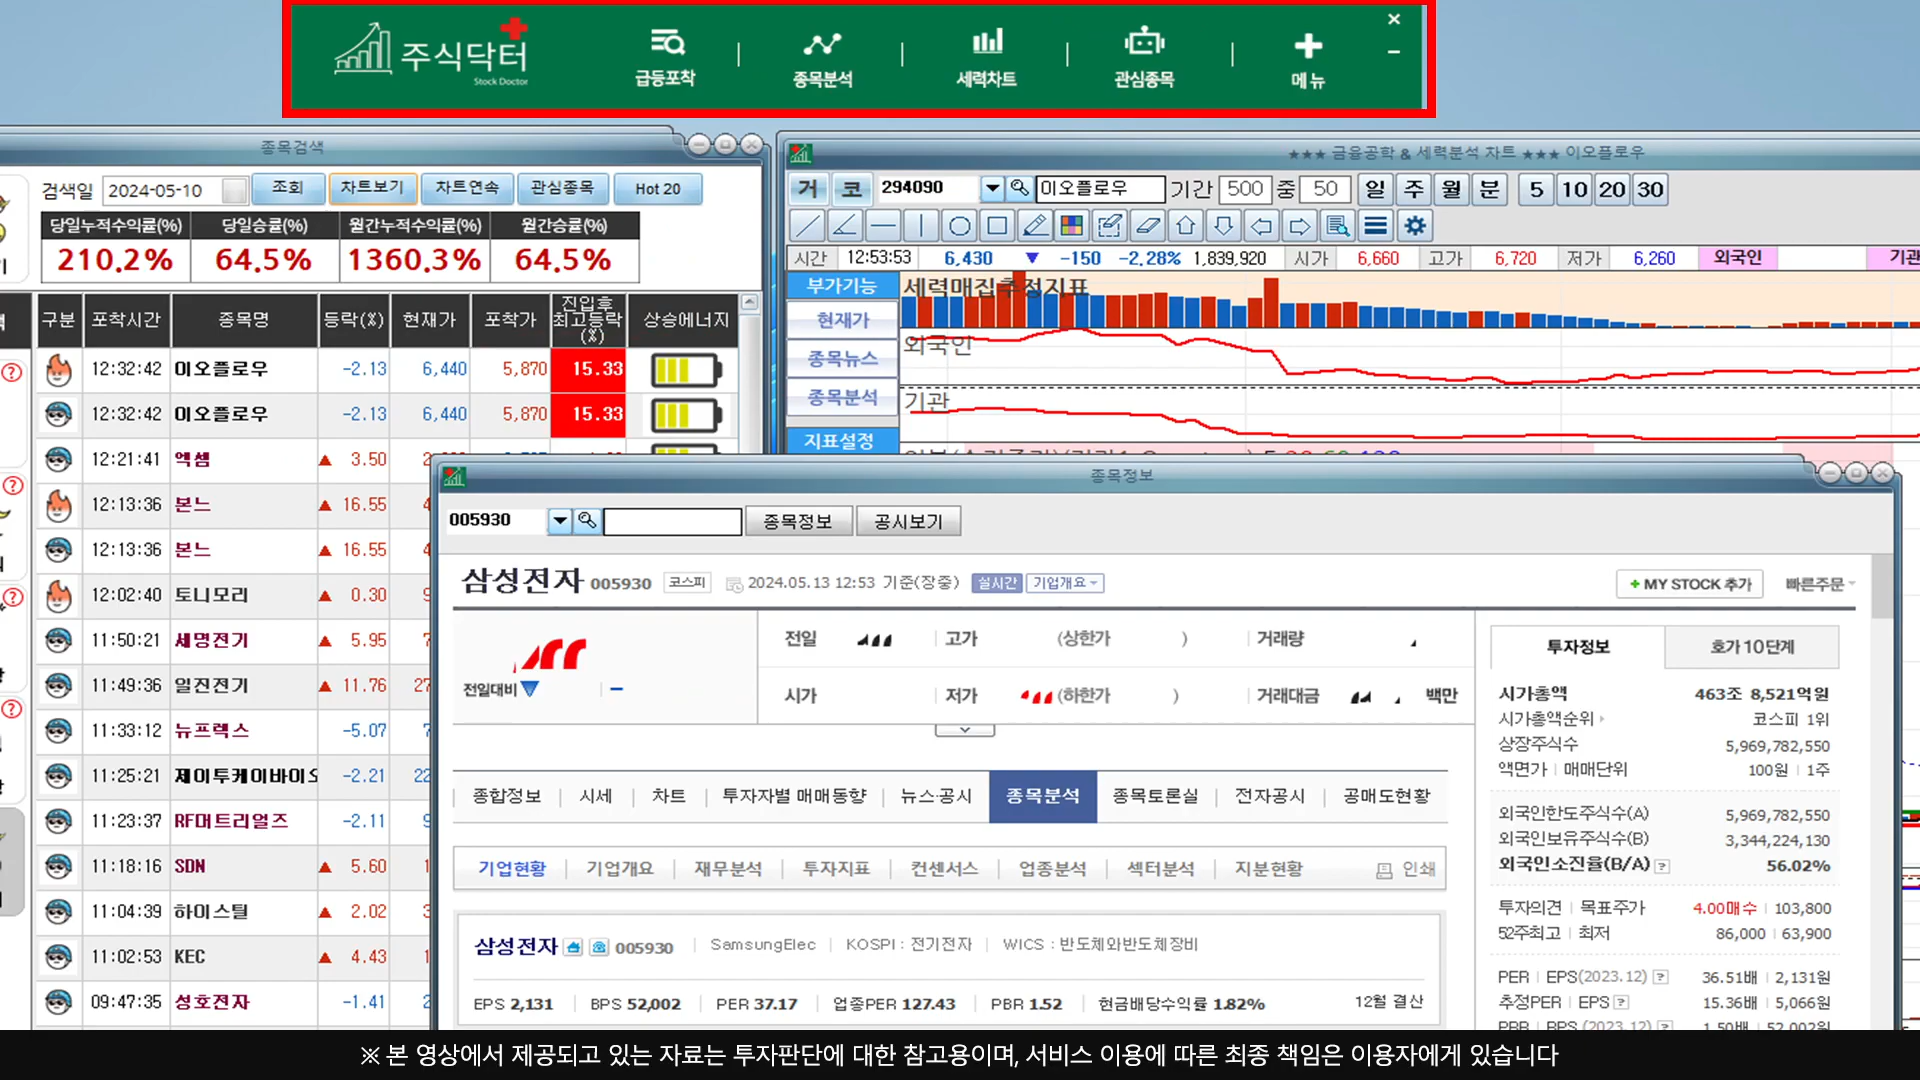 주식닥터
Stock Doctor
급등포착
종목분석
세력차트
관심종목
메뉴
종목검색
검색일 2024-05-10 조회 차트보기 차트연속 관심종목 Hot 20
당일누적수익률(%) 당일승률(%) 월간누적수익률(%) 월간승률(%)
210.2% 64.5% 1360.3% 64.5%
구분 포착시간 종목명 등락(%) 현재가 포착가 진입후 최고등락 (%) 상승에너지
12:32:42 이오플로우 -2.13 6,440 5,870 15.33
12:32:42 이오플로우 -2.13 6,440 5,870 15.33
12:21:41 엑셈 ▲ 3.50
12:13:36 본느 ▲ 16.55
12:13:36 본느 ▲ 16.55
12:02:40 토니모리 ▲ 0.30
11:50:21 세명전기 ▲ 5.95
11:49:36 일진전기 ▲ 11.76
11:33:12 뉴프렉스 -5.07
11:25:21 제이투케이바이오 -2.21
11:23:37 RF머트리얼즈 -2.11
11:18:16 SDN ▲ 5.60
11:04:39 하이스틸 ▲ 2.02
11:02:53 KEC ▲ 4.43
09:47:35 성호전자 -1.41
★★★ 금융공학 & 세력분석 차트 ★★★ 이오플로우
거 코 294090 이오플로우 기간 500 중 50 일 주 월 분 5 10 20 30
시간 12:53:53 6,430 ▼ -150 -2.28% 1,839,920 시가 6,660 고가 6,720 저가 6,260 외국인 기관
부가기능
현재가
종목뉴스
종목분석
지표설정
세력매집추정지표
외국인
기관
종목정보
005930 종목정보 공시보기
삼성전자 005930 코스피 2024.05.13 12:53 기준(장중) 실시간 기업개요
+ MY STOCK 추가 빠른주문
전일 고가 (상한가 ) 거래량
전일대비 ▼ -
시가 저가 (하한가 ) 거래대금 백만
종합정보 시세 차트 투자자별 매매동향 뉴스·공시 종목분석 종목토론실 전자공시 공매도현황
기업현황 기업개요 재무분석 투자지표 컨센서스 업종분석 섹터분석 지분현황 인쇄
삼성전자 005930 SamsungElec KOSPI : 전기전자 WICS : 반도체와반도체장비
EPS 2,131 BPS 52,002 PER 37.17 업종PER 127.43 PBR 1.52 현금배당수익률 1.82% 12월 결산
투자정보 호가 10단계
시가총액 463조 8,521억원
시가총액순위 코스피 1위
상장주식수 5,969,782,550
액면가 | 매매단위 100원 | 1주
외국인한도주식수(A) 5,969,782,550
외국인보유주식수(B) 3,344,224,130
외국인소진율(B/A) ? 56.02%
투자의견 | 목표주가 4.00매수 | 103,800
52주최고 | 최저 86,000 | 63,900
PER | EPS(2023.12) ? 36.51배 | 2,131원
추정PER | EPS ? 15.36배 | 5,066원
PBR | BPS (2023.12) ? 1.50배 | 52,002원
※ 본 영상에서 제공되고 있는 자료는 투자판단에 대한 참고용이며, 서비스 이용에 따른 최종 책임은 이용자에게 있습니다